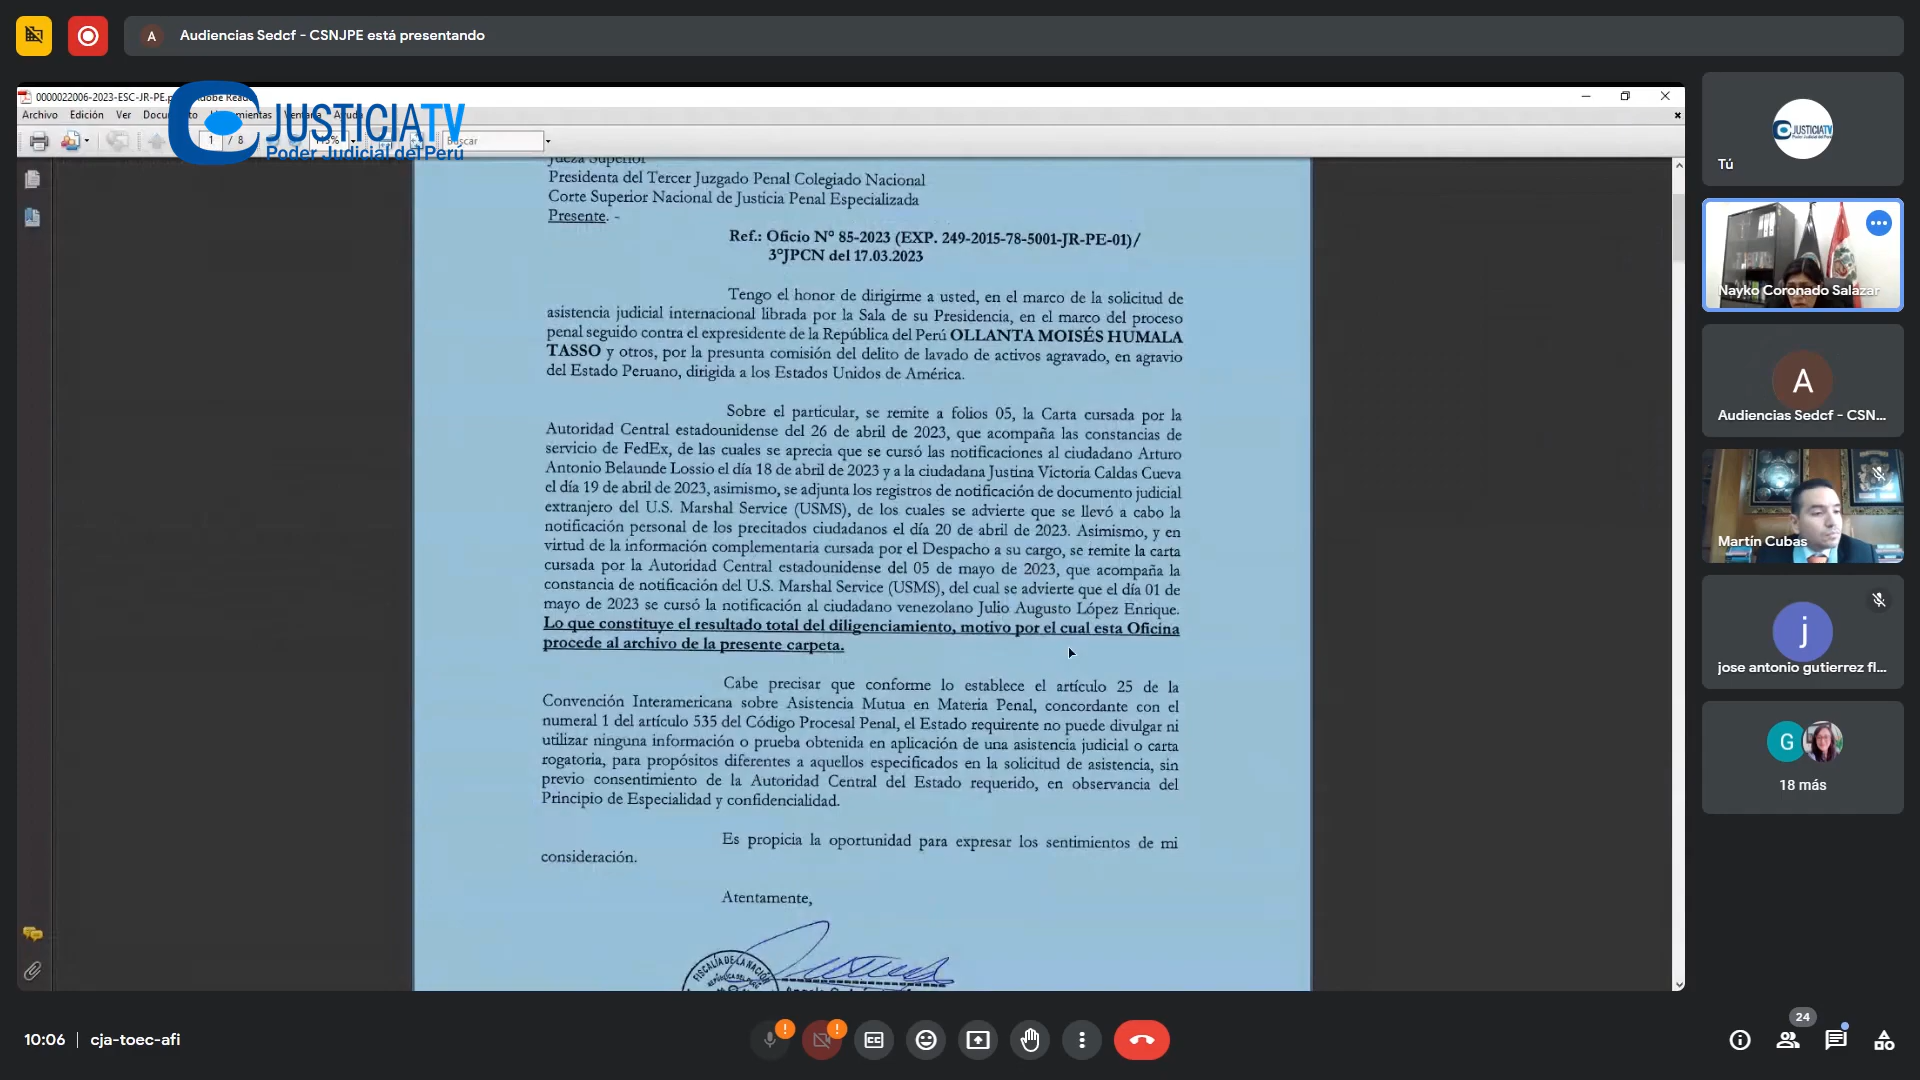 A Audiencias Sedcf - CSNJPE está presentando
0000022006-2023-ESC-JR-PE.p
Archivo Edición Ver
1 / 8
JUSTICIATV
Poder Judicial del Perú
Jueza Superior
Presidenta del Tercer Juzgado Penal Colegiado Nacional
Corte Superior Nacional de Justicia Penal Especializada
Presente. -
Ref.: Oficio N° 85-2023 (EXP. 249-2015-78-5001-JR-PE-01)/
3°JPCN del 17.03.2023
Tengo el honor de dirigirme a usted, en el marco de la solicitud de
asistencia judicial internacional librada por la Sala de su Presidencia, en el marco del proceso
penal seguido contra el expresidente de la República del Perú OLLANTA MOISÉS HUMALA
TASSO y otros, por la presunta comisión del delito de lavado de activos agravado, en agravio
del Estado Peruano, dirigida a los Estados Unidos de América.
Sobre el particular, se remite a folios 05, la Carta cursada por la
Autoridad Central estadounidense del 26 de abril de 2023, que acompaña las constancias de
servicio de FedEx, de las cuales se aprecia que se cursó las notificaciones al ciudadano Arturo
Antonio Belaunde Lossio el día 18 de abril de 2023 y a la ciudadana Justina Victoria Caldas Cueva
el día 19 de abril de 2023, asimismo, se adjunta los registros de notificación de documento judicial
extranjero del U.S. Marshal Service (USMS), de los cuales se advierte que se llevó a cabo la
notificación personal de los precitados ciudadanos el día 20 de abril de 2023. Asimismo, y en
virtud de la información complementaria cursada por el Despacho a su cargo, se remite la carta
cursada por la Autoridad Central estadounidense del 05 de mayo de 2023, que acompaña la
constancia de notificación del U.S. Marshal Service (USMS), del cual se advierte que el día 01 de
mayo de 2023 se cursó la notificación al ciudadano venezolano Julio Augusto López Enrique.
Lo que constituye el resultado total del diligenciamiento, motivo por el cual esta Oficina
procede al archivo de la presente carpeta.
Cabe precisar que conforme lo establece el artículo 25 de la
Convención Interamericana sobre Asistencia Mutua en Materia Penal, concordante con el
numeral 1 del artículo 535 del Código Procesal Penal, el Estado requirente no puede divulgar ni
utilizar ninguna información o prueba obtenida en aplicación de una asistencia judicial o carta
rogatoria, para propósitos diferentes a aquellos especificados en la solicitud de asistencia, sin
previo consentimiento de la Autoridad Central del Estado requerido, en observancia del
Principio de Especialidad y confidencialidad.
Es propicia la oportunidad para expresar los sentimientos de mi
consideración.
Atentamente,
FISCALÍA DE LA NACIÓN
JUSTICIATV
Tú
Nayko Coronado Salazar
A
Audiencias Sedcf - CSN...
Martín Cubas
j
jose antonio gutierrez fl...
G
18 más
10:06 | cja-toec-afi
24